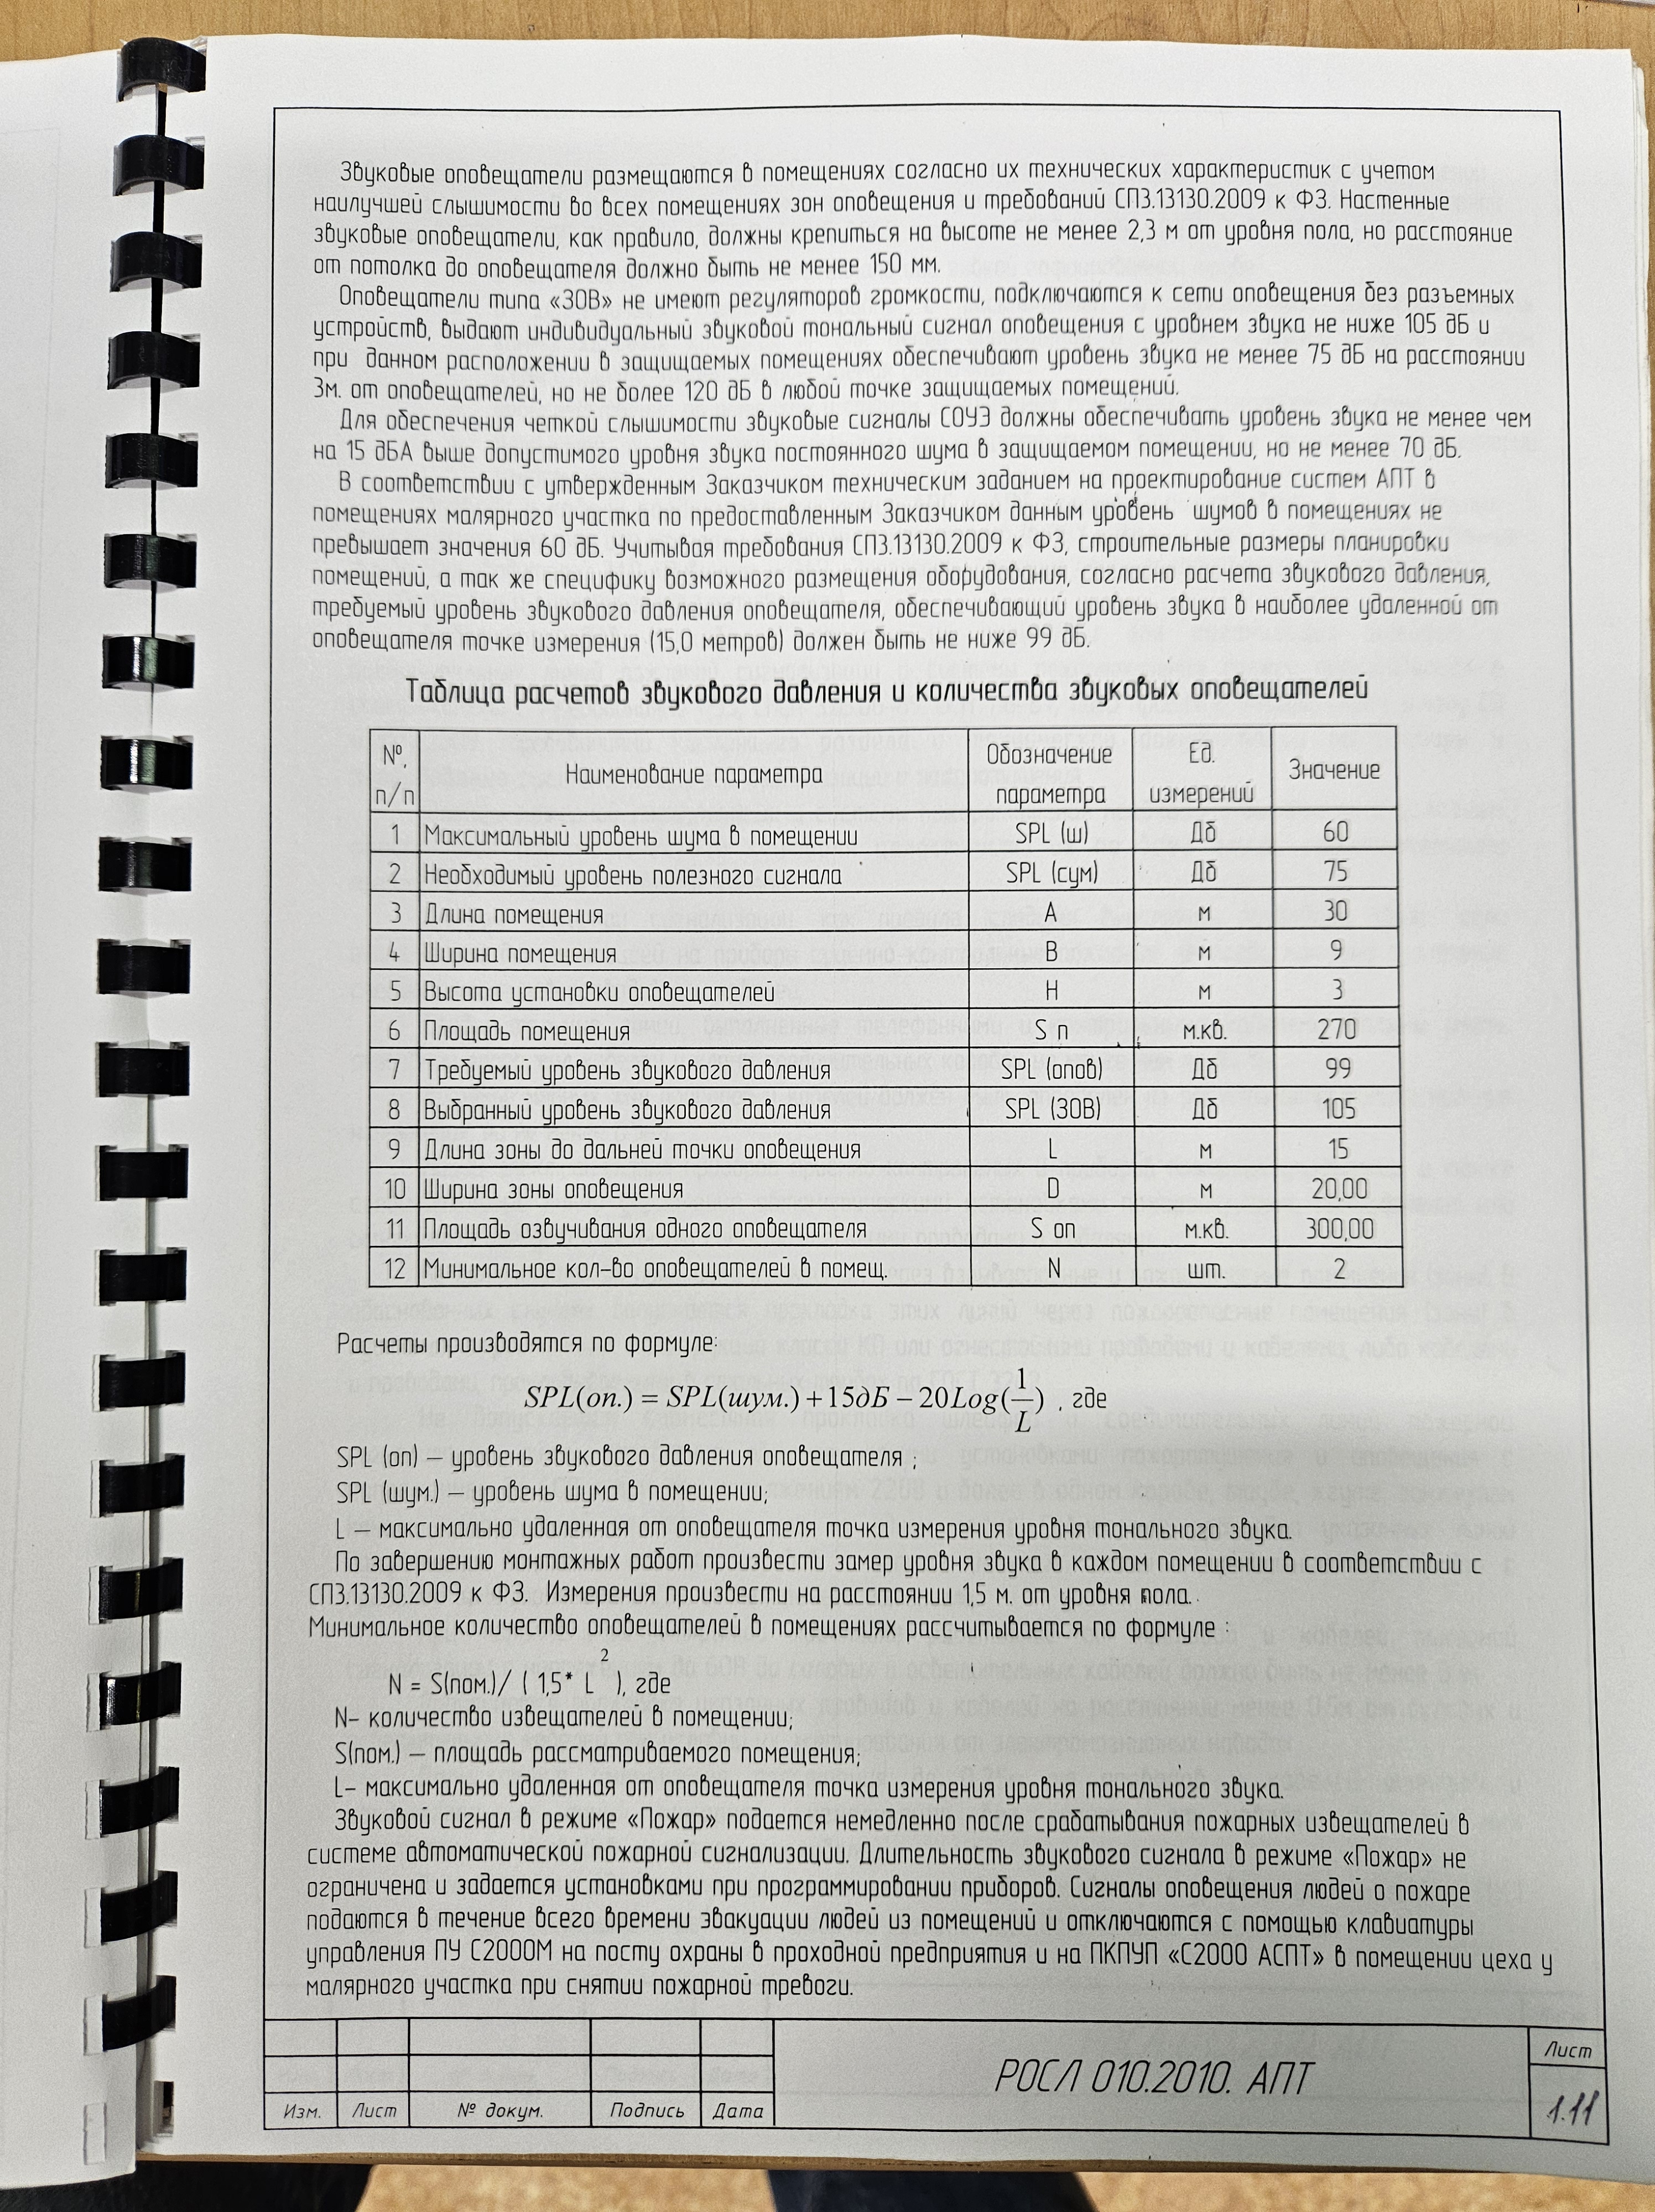 Звуковые оповещатели размещаются в помещениях согласно их технических характеристик с учетом
наилучшей слышимости во всех помещениях зон оповещения и требований СП3.13130.2009 к ФЗ. Настенные
звуковые оповещатели, как правило, должны крепиться на высоте не менее 2,3 м от уровня пола, но расстояние
от потолка до оповещателя должно быть не менее 150 мм.
Оповещатели типа «ЗОВ» не имеют регуляторов громкости, подключаются к сети оповещения без разъемных
устройств, выдают индивидуальный звуковой тональный сигнал оповещения с уровнем звука не ниже 105 дБ и
при данном расположении в защищаемых помещениях обеспечивают уровень звука не менее 75 дБ на расстоянии
3м. от оповещателей, но не более 120 дБ в любой точке защищаемых помещений.
Для обеспечения четкой слышимости звуковые сигналы СОУЭ должны обеспечивать уровень звука не менее чем
на 15 дБА выше допустимого уровня звука постоянного шума в защищаемом помещении, но не менее 70 дБ.
В соответствии с утвержденным Заказчиком техническим заданием на проектирование систем АПТ в
помещениях малярного участка по предоставленным Заказчиком данным уровень шумов в помещениях не
превышает значения 60 дБ. Учитывая требования СП3.13130.2009 к ФЗ, строительные размеры планировки
помещений, а так же специфику возможного размещения оборудования, согласно расчета звукового давления,
требуемый уровень звукового давления оповещателя, обеспечивающий уровень звука в наиболее удаленной от
оповещателя точке измерения (15,0 метров) должен быть не ниже 99 дБ.
Таблица расчетов звукового давления и количества звуковых оповещателей
№, п/п Наименование параметра Обозначение параметра Ед. измерений Значение
1 Максимальный уровень шума в помещении SPL (ш) Дб 60
2 Необходимый уровень полезного сигнала SPL (сум) Дб 75
3 Длина помещения А м 30
4 Ширина помещения В м 9
5 Высота установки оповещателей Н м 3
6 Площадь помещения S п м.кв. 270
7 Требуемый уровень звукового давления SPL (опов) Дб 99
8 Выбранный уровень звукового давления SPL (ЗОВ) Дб 105
9 Длина зоны до дальней точки оповещения L м 15
10 Ширина зоны оповещения D м 20,00
11 Площадь озвучивания одного оповещателя S оп м.кв. 300,00
12 Минимальное кол-во оповещателей в помещ. N шт. 2
Расчеты производятся по формуле:
SPL(оп.) = SPL(шум.) + 15дБ − 20Log(1/L) , где
SPL (оп) – уровень звукового давления оповещателя ;
SPL (шум.) – уровень шума в помещении;
L – максимально удаленная от оповещателя точка измерения уровня тонального звука.
По завершению монтажных работ произвести замер уровня звука в каждом помещении в соответствии с
СП3.13130.2009 к ФЗ. Измерения произвести на расстоянии 1,5 м. от уровня пола.
Минимальное количество оповещателей в помещениях рассчитывается по формуле :
N = S(пом.)/ ( 1,5* L² ), где
N- количество извещателей в помещении;
S(пом.) – площадь рассматриваемого помещения;
L- максимально удаленная от оповещателя точка измерения уровня тонального звука.
Звуковой сигнал в режиме «Пожар» подается немедленно после срабатывания пожарных извещателей в
системе автоматической пожарной сигнализации. Длительность звукового сигнала в режиме «Пожар» не
ограничена и задается установками при программировании приборов. Сигналы оповещения людей о пожаре
подаются в течение всего времени эвакуации людей из помещений и отключаются с помощью клавиатуры
управления ПУ С2000М на посту охраны в проходной предприятия и на ПКПУП «С2000 АСПТ» в помещении цеха у
малярного участка при снятии пожарной тревоги.
РОСЛ 010.2010. АПТ
Лист
1.11
Изм. Лист № докум. Подпись Дата